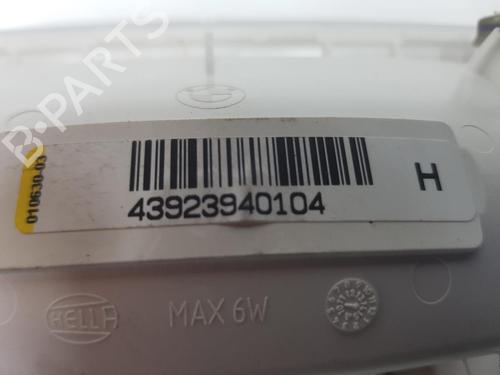 B-PARTS
010630-03
43923940104
H
HELLA
MAX 6W